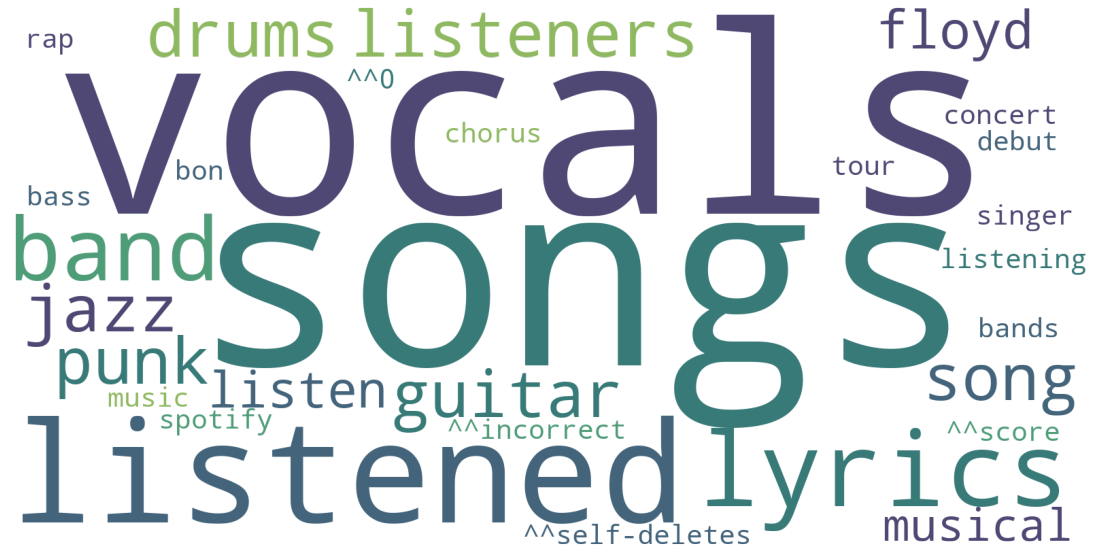 drums listeners floyd
rap
vocals
^^0
chorus
concert
debut
bon
tour
bass
singer
band
songs
listening
jazz
bands
punk
listen
guitar
song
music
spotify
^^incorrect
^^score
listened
lyrics
musical
^^self-deletes